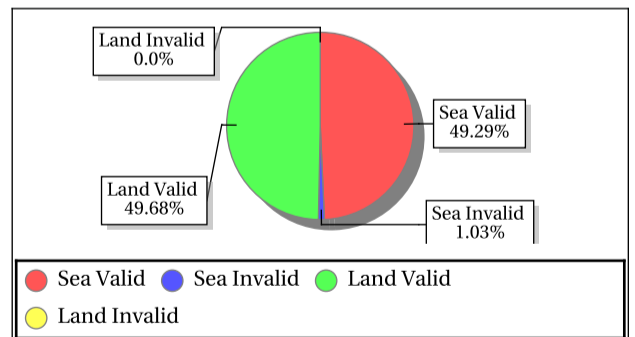 Land Invalid
0.0%
Sea Valid
49.29%
Land Valid
49.68%
Sea Invalid
1.03%
Sea Valid Sea Invalid Land Valid
Land Invalid